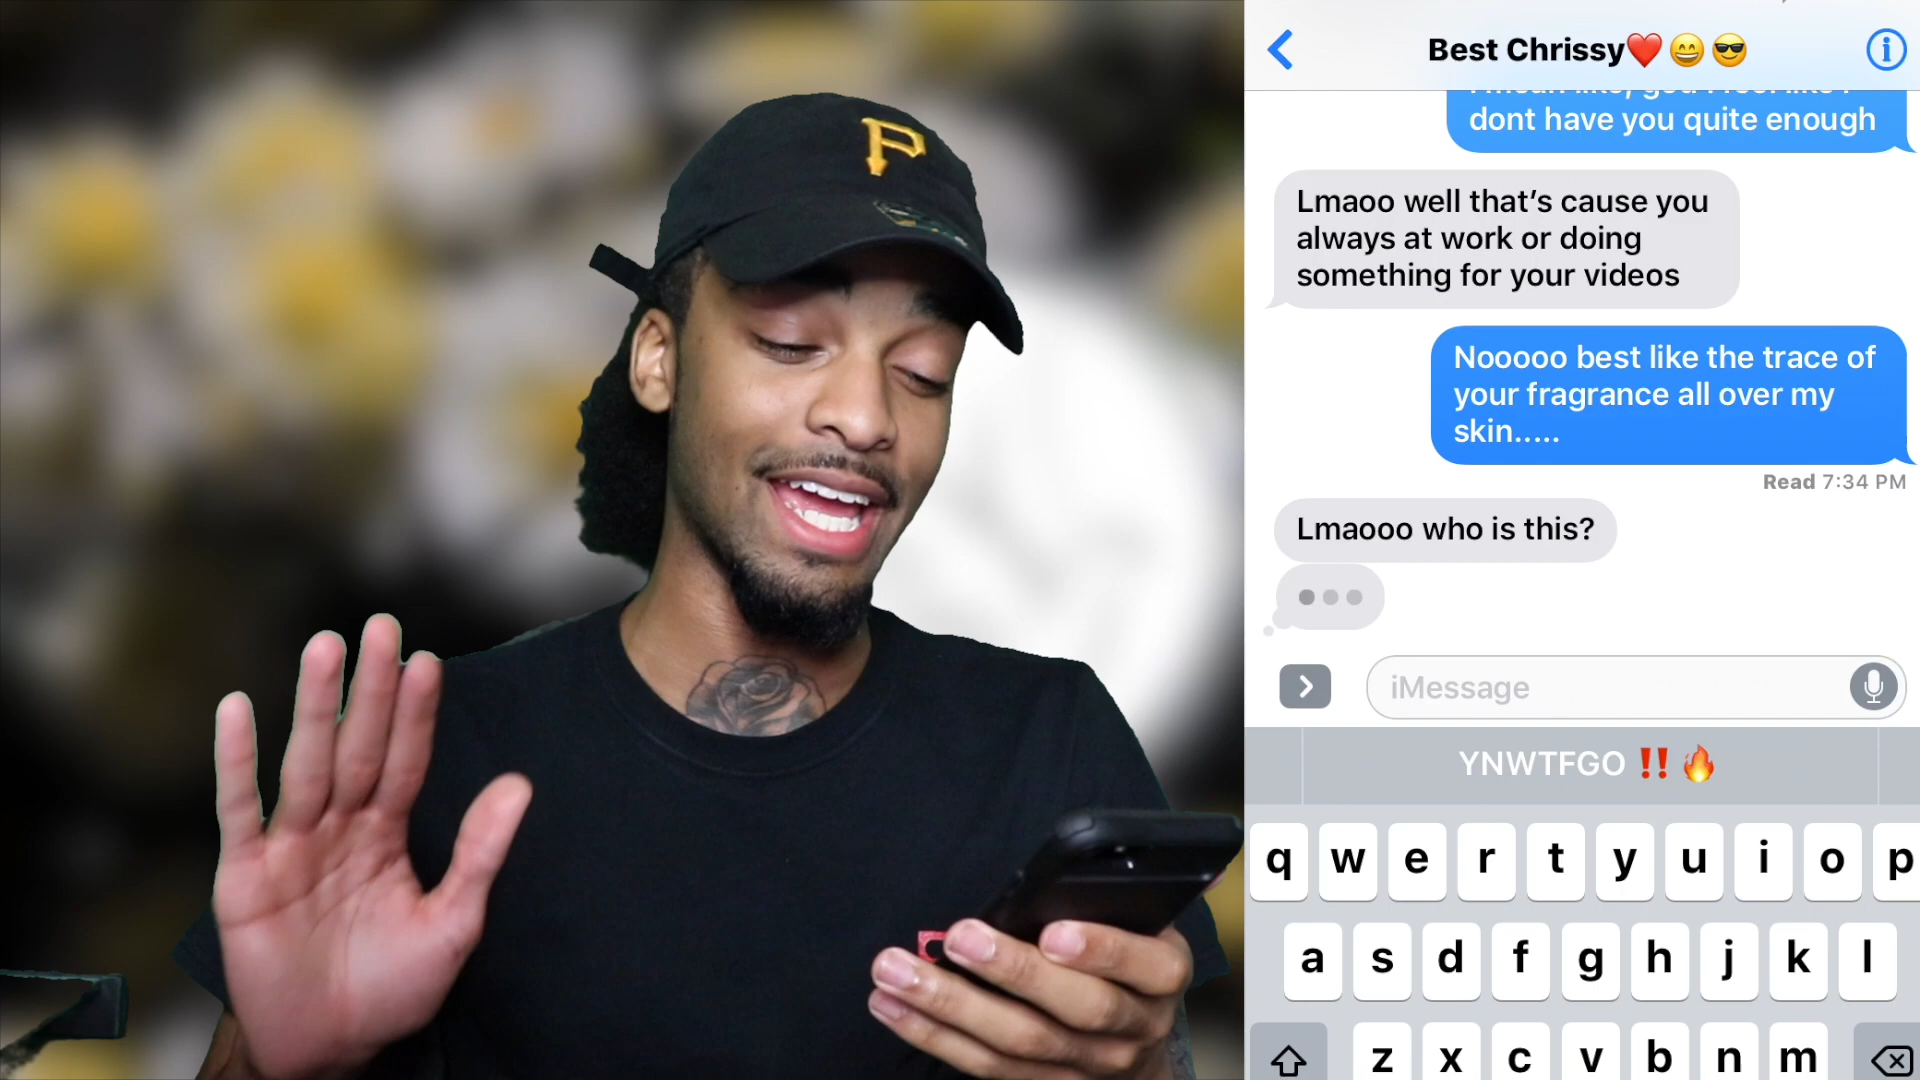 P
Best Chrissy❤️😄😎
dont have you quite enough
Lmaoo well that's cause you
always at work or doing
something for your videos
Nooooo best like the trace of
your fragrance all over my
skin.....
Read 7:34 PM
Lmaooo who is this?
iMessage
YNWTFGO ‼️🔥
q w e r t y u i o p
a s d f g h j k l
z x c v b n m